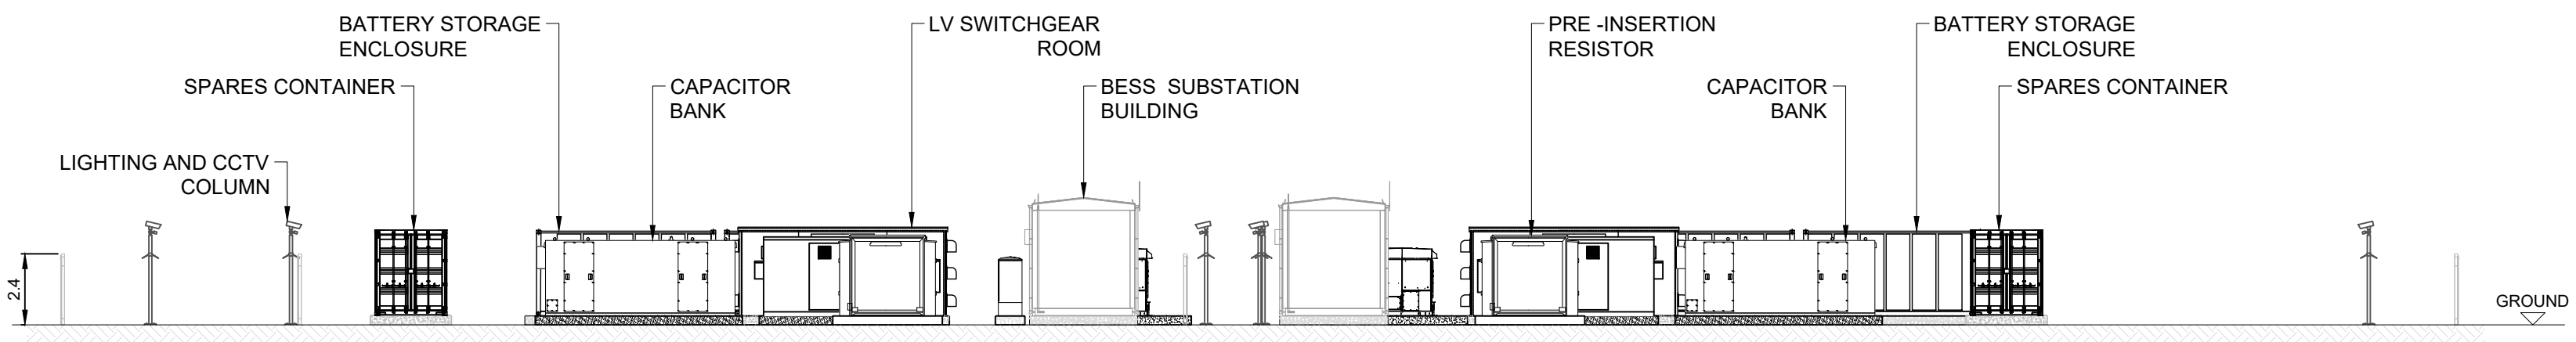 BATTERY STORAGE
ENCLOSURE
LV SWITCHGEAR
ROOM
PRE -INSERTION
RESISTOR
BATTERY STORAGE
ENCLOSURE
SPARES CONTAINER
CAPACITOR
BANK
BESS SUBSTATION
BUILDING
CAPACITOR
BANK
SPARES CONTAINER
LIGHTING AND CCTV
COLUMN
2.4
GROUND